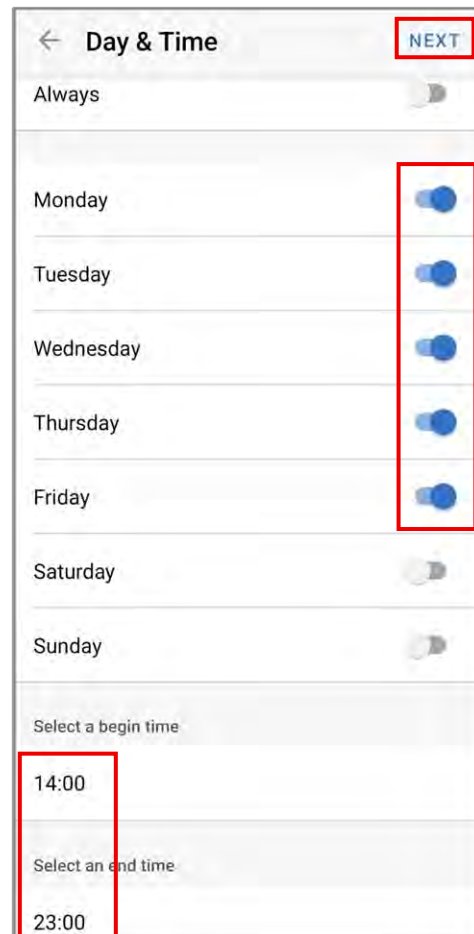 Day & Time NEXT
Always
Monday
Tuesday
Wednesday
Thursday
Friday
Saturday
Sunday
Select a begin time
14:00
Select an end time
23:00